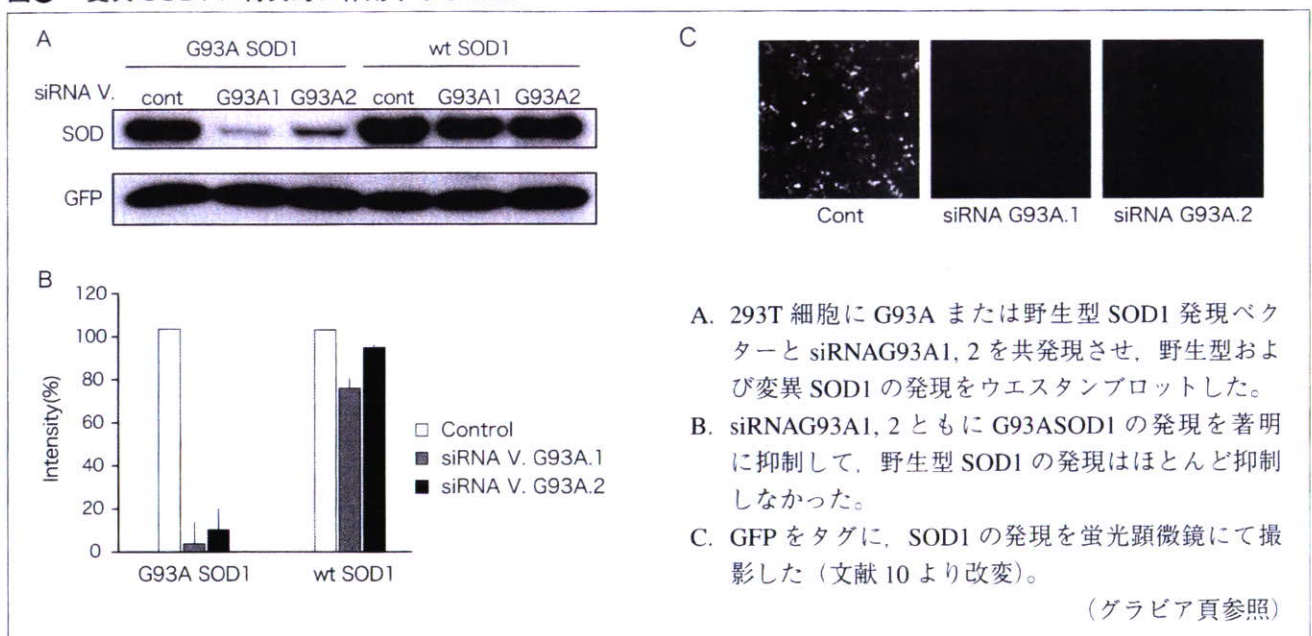 A
G93A SOD1 wt SOD1
siRNA V. cont G93A1 G93A2 cont G93A1 G93A2
SOD
GFP
B
120
100
80
60
40
20
0
Intensity(%)
G93A SOD1 wt SOD1
Control
siRNA V. G93A.1
siRNA V. G93A.2
C
Cont siRNA G93A.1 siRNA G93A.2
A. 293T 細胞に G93A または野生型 SOD1 発現ベク
ターと siRNAG93A1, 2 を共発現させ,野生型およ
び変異 SOD1 の発現をウエスタンブロットした。
B. siRNAG93A1, 2 ともに G93ASOD1 の発現を著明
に抑制して,野生型 SOD1 の発現はほとんど抑制
しなかった。
C. GFP をタグに,SOD1 の発現を蛍光顕微鏡にて撮
影した(文献 10 より改変)。
(グラビア頁参照)